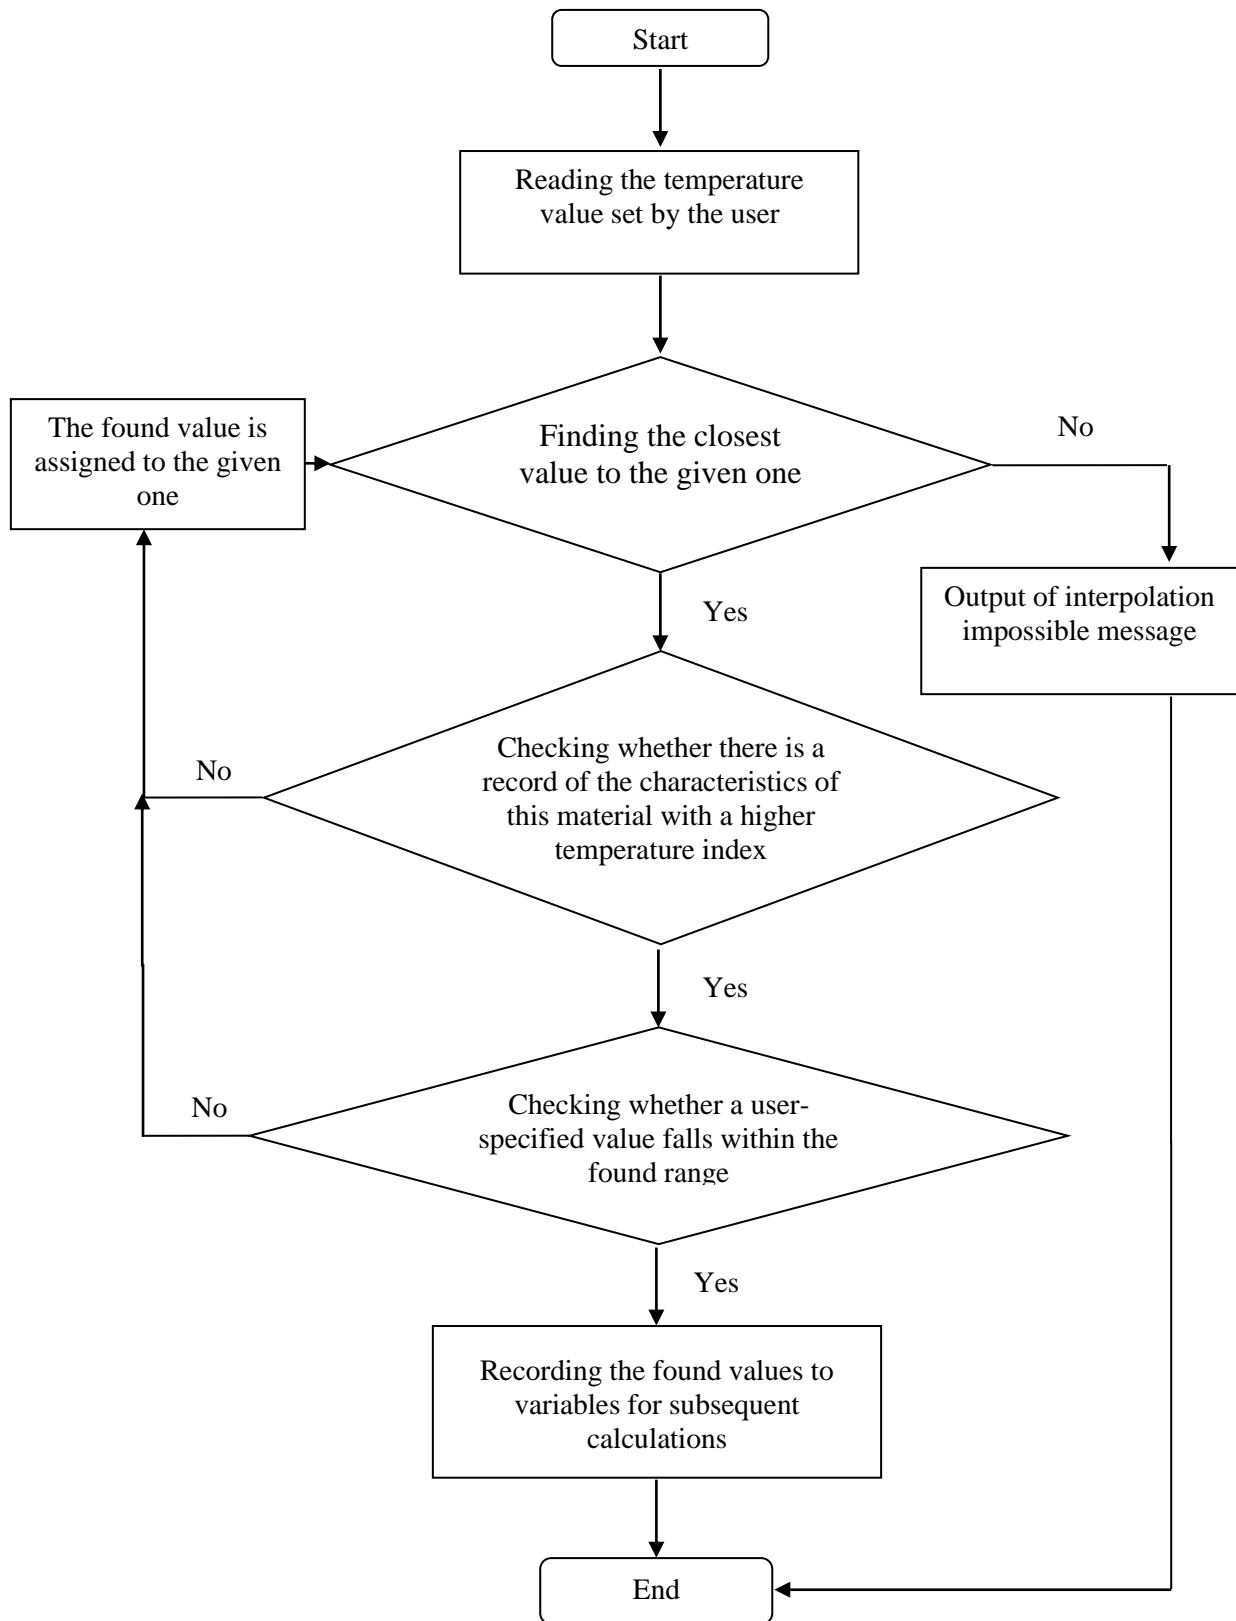 Start
Reading the temperature
value set by the user
The found value is
assigned to the given
one
Finding the closest
value to the given one
No
Yes
Output of interpolation
impossible message
No
Checking whether there is a
record of the characteristics of
this material with a higher
temperature index
Yes
No
Checking whether a user-
specified value falls within the
found range
Yes
Recording the found values to
variables for subsequent
calculations
End